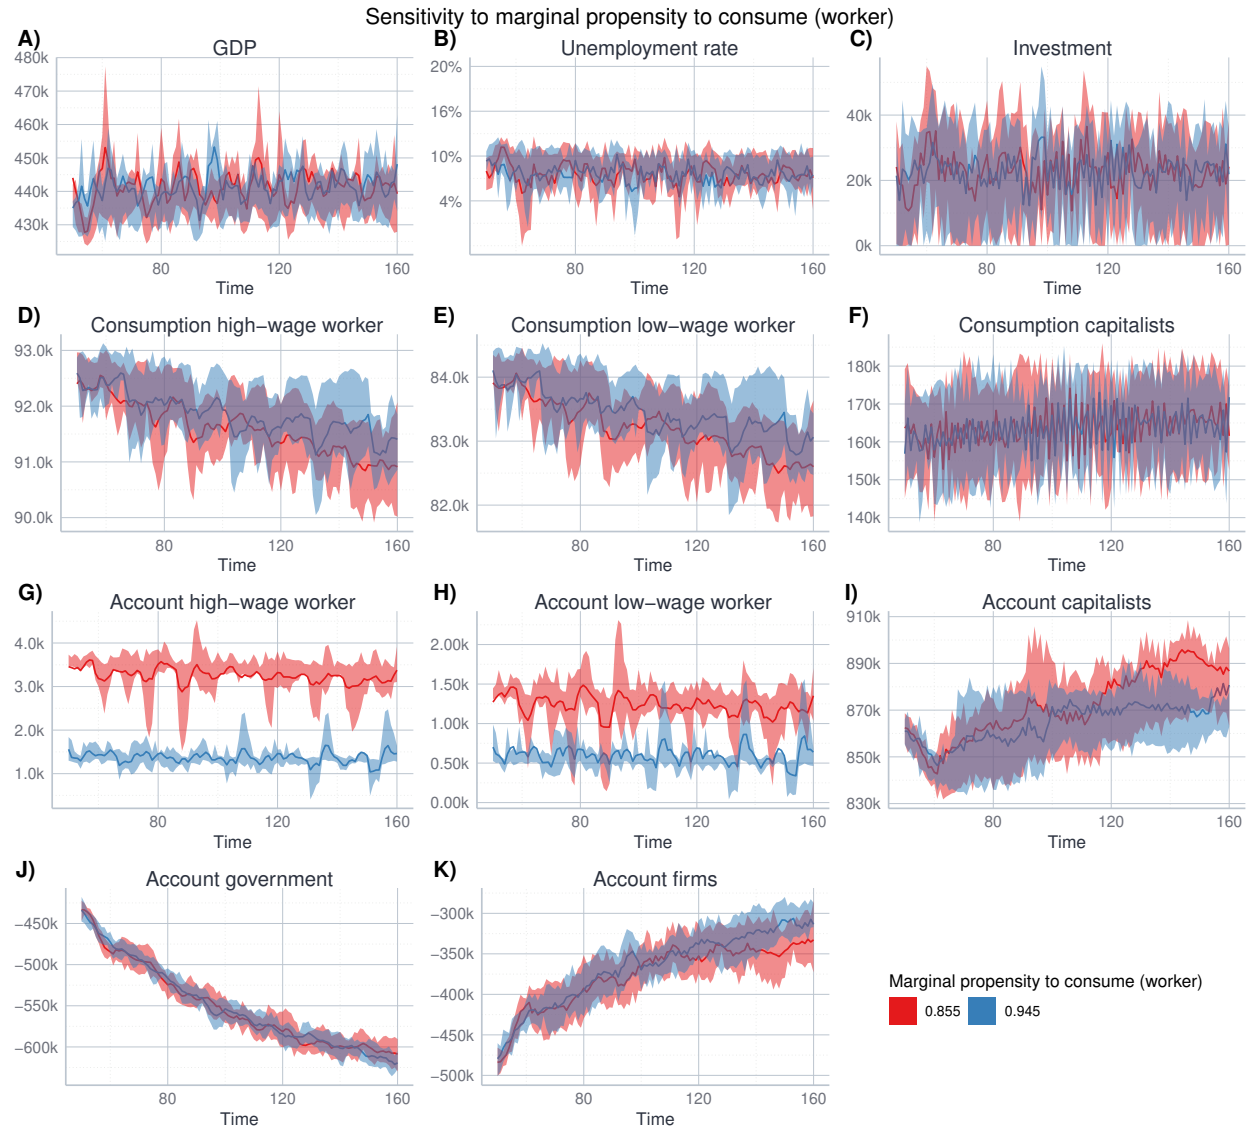 Sensitivity to marginal propensity to consume (worker)
A) GDP
480k
470k
460k
450k
440k
430k
80 120 160
Time
B) Unemployment rate
20%
16%
10%
4%
80 120 160
Time
C) Investment
40k
20k
0k
80 120 160
Time
D) Consumption high−wage worker
93.0k
92.0k
91.0k
90.0k
80 120 160
Time
E) Consumption low−wage worker
84.0k
83.0k
82.0k
80 120 160
Time
F) Consumption capitalists
180k
170k
160k
150k
140k
80 120 160
Time
G) Account high−wage worker
4.0k
3.0k
2.0k
1.0k
80 120 160
Time
H) Account low−wage worker
2.00k
1.50k
1.00k
0.50k
0.00k
80 120 160
Time
I) Account capitalists
910k
890k
870k
850k
830k
80 120 160
Time
J) Account government
−450k
−500k
−550k
−600k
80 120 160
Time
K) Account firms
−300k
−350k
−400k
−450k
−500k
80 120 160
Time
Marginal propensity to consume (worker)
0.855 0.945